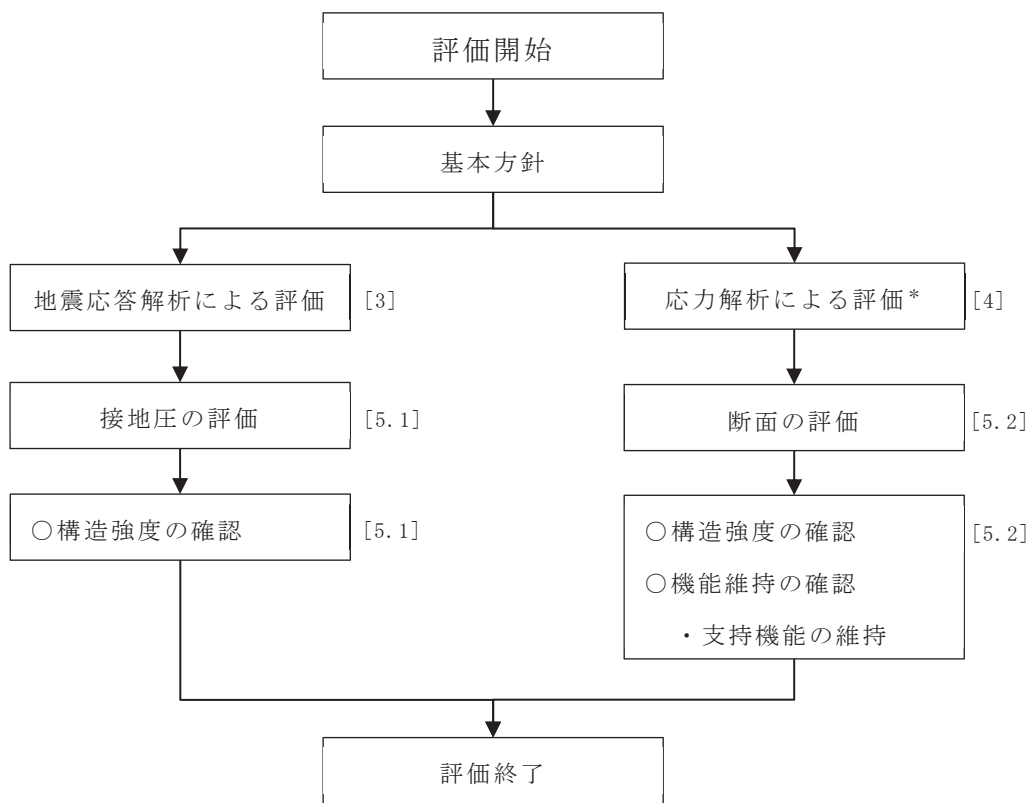 評価開始
基本方針
地震応答解析による評価 [3]
接地圧の評価 [5.1]
○構造強度の確認 [5.1]
応力解析による評価* [4]
断面の評価 [5.2]
○構造強度の確認 [5.2]
○機能維持の確認
・支持機能の維持
評価終了